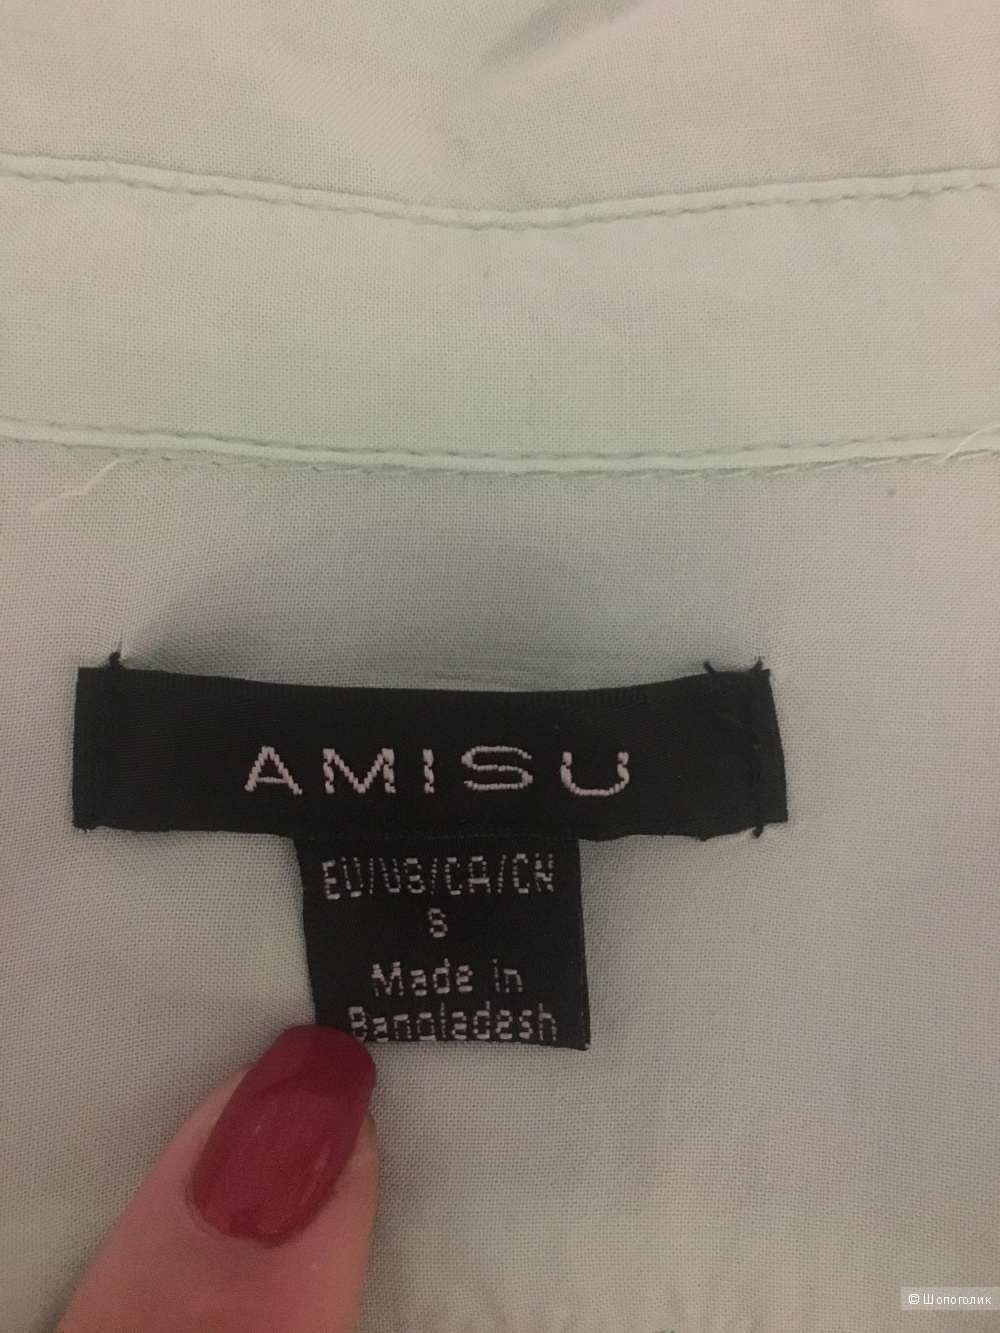 AMISU
EU/US/CA/CN
S
Made in
Bangladesh
© Шопоголик